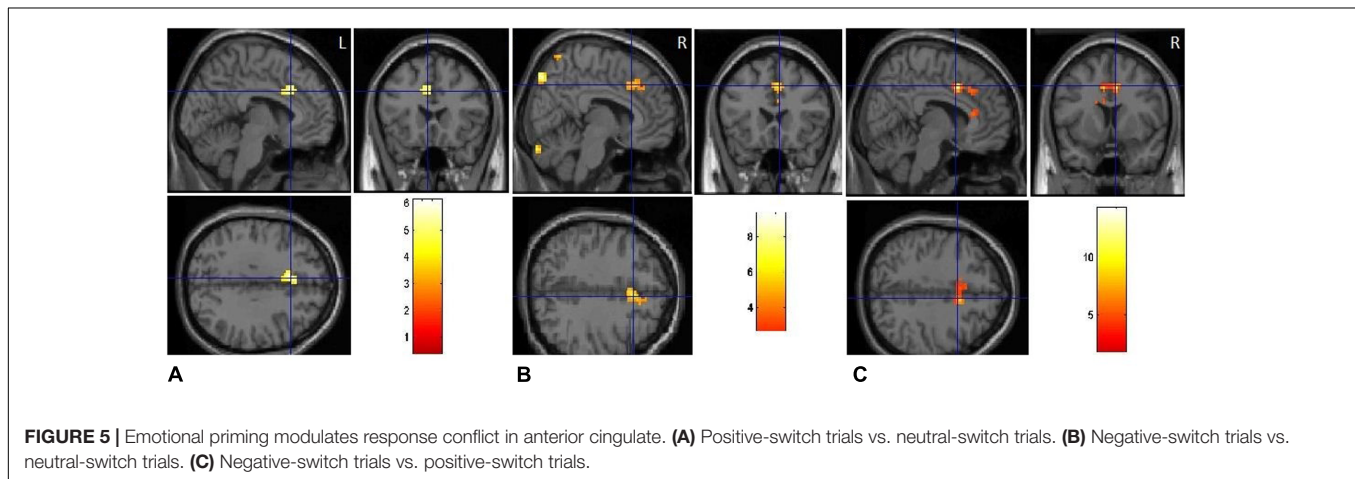 L
R
R
6
5
4
3
2
1
8
6
4
10
5
A
B
C
FIGURE 5 | Emotional priming modulates response conflict in anterior cingulate. (A) Positive-switch trials vs. neutral-switch trials. (B) Negative-switch trials vs.
neutral-switch trials. (C) Negative-switch trials vs. positive-switch trials.